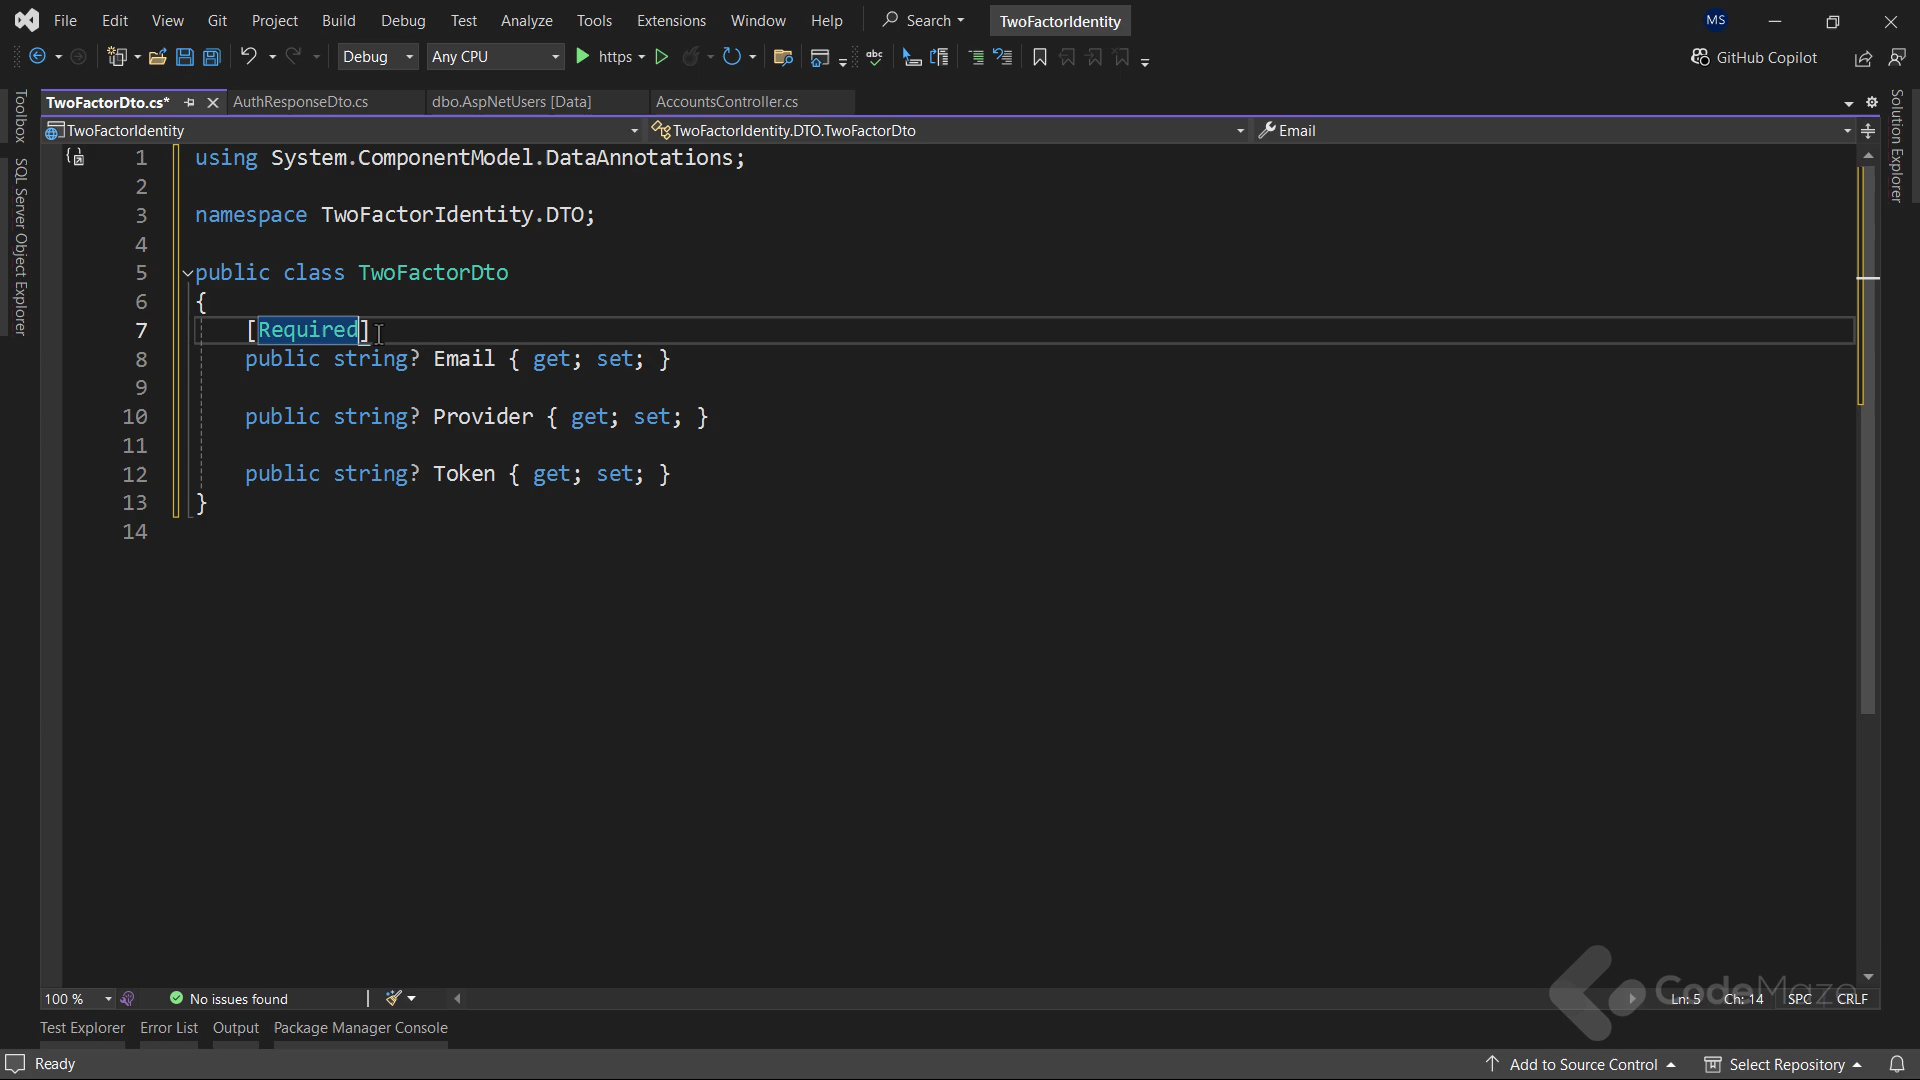 File Edit View Git Project Build Debug Test Analyze Tools Extensions Window Help Search TwoFactorIdentity MS
Debug Any CPU https abc GitHub Copilot
Toolbox
SQL Server Object Explorer
Solution Explorer
TwoFactorDto.cs* AuthResponseDto.cs dbo.AspNetUsers [Data] AccountsController.cs
TwoFactorIdentity TwoFactorIdentity.DTO.TwoFactorDto Email
1 using System.ComponentModel.DataAnnotations;
2
3 namespace TwoFactorIdentity.DTO;
4
5 public class TwoFactorDto
6 {
7 [Required]
8 public string? Email { get; set; }
9
10 public string? Provider { get; set; }
11
12 public string? Token { get; set; }
13 }
14
100 % No issues found Ln: 5 Ch: 14 SPC CRLF
CodeMaze
Test Explorer Error List Output Package Manager Console
Ready Add to Source Control Select Repository